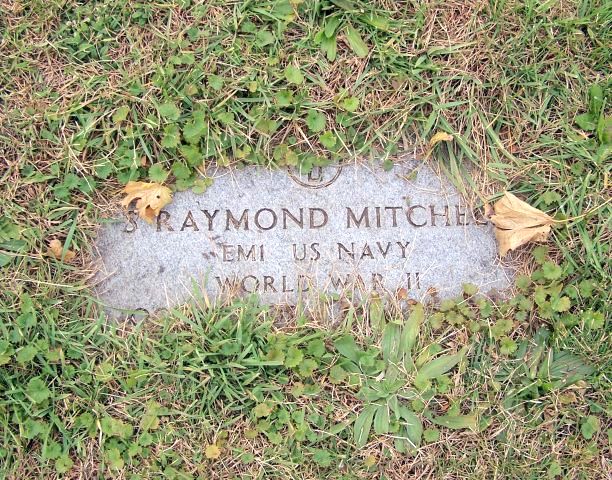 S RAYMOND MITCHEL
EM1 US NAVY
WORLD WAR II